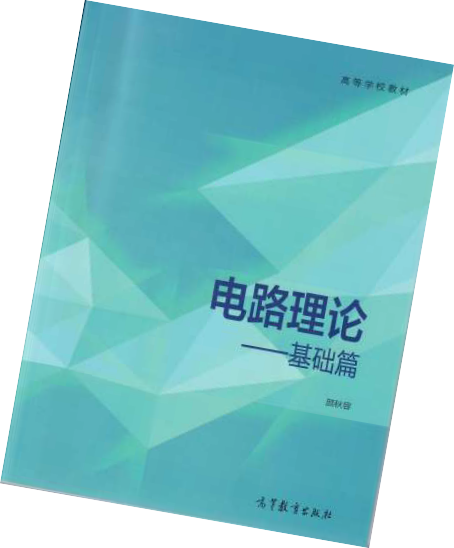 高等学校教材
电路理论
——基础篇
颜秋容
高等教育出版社